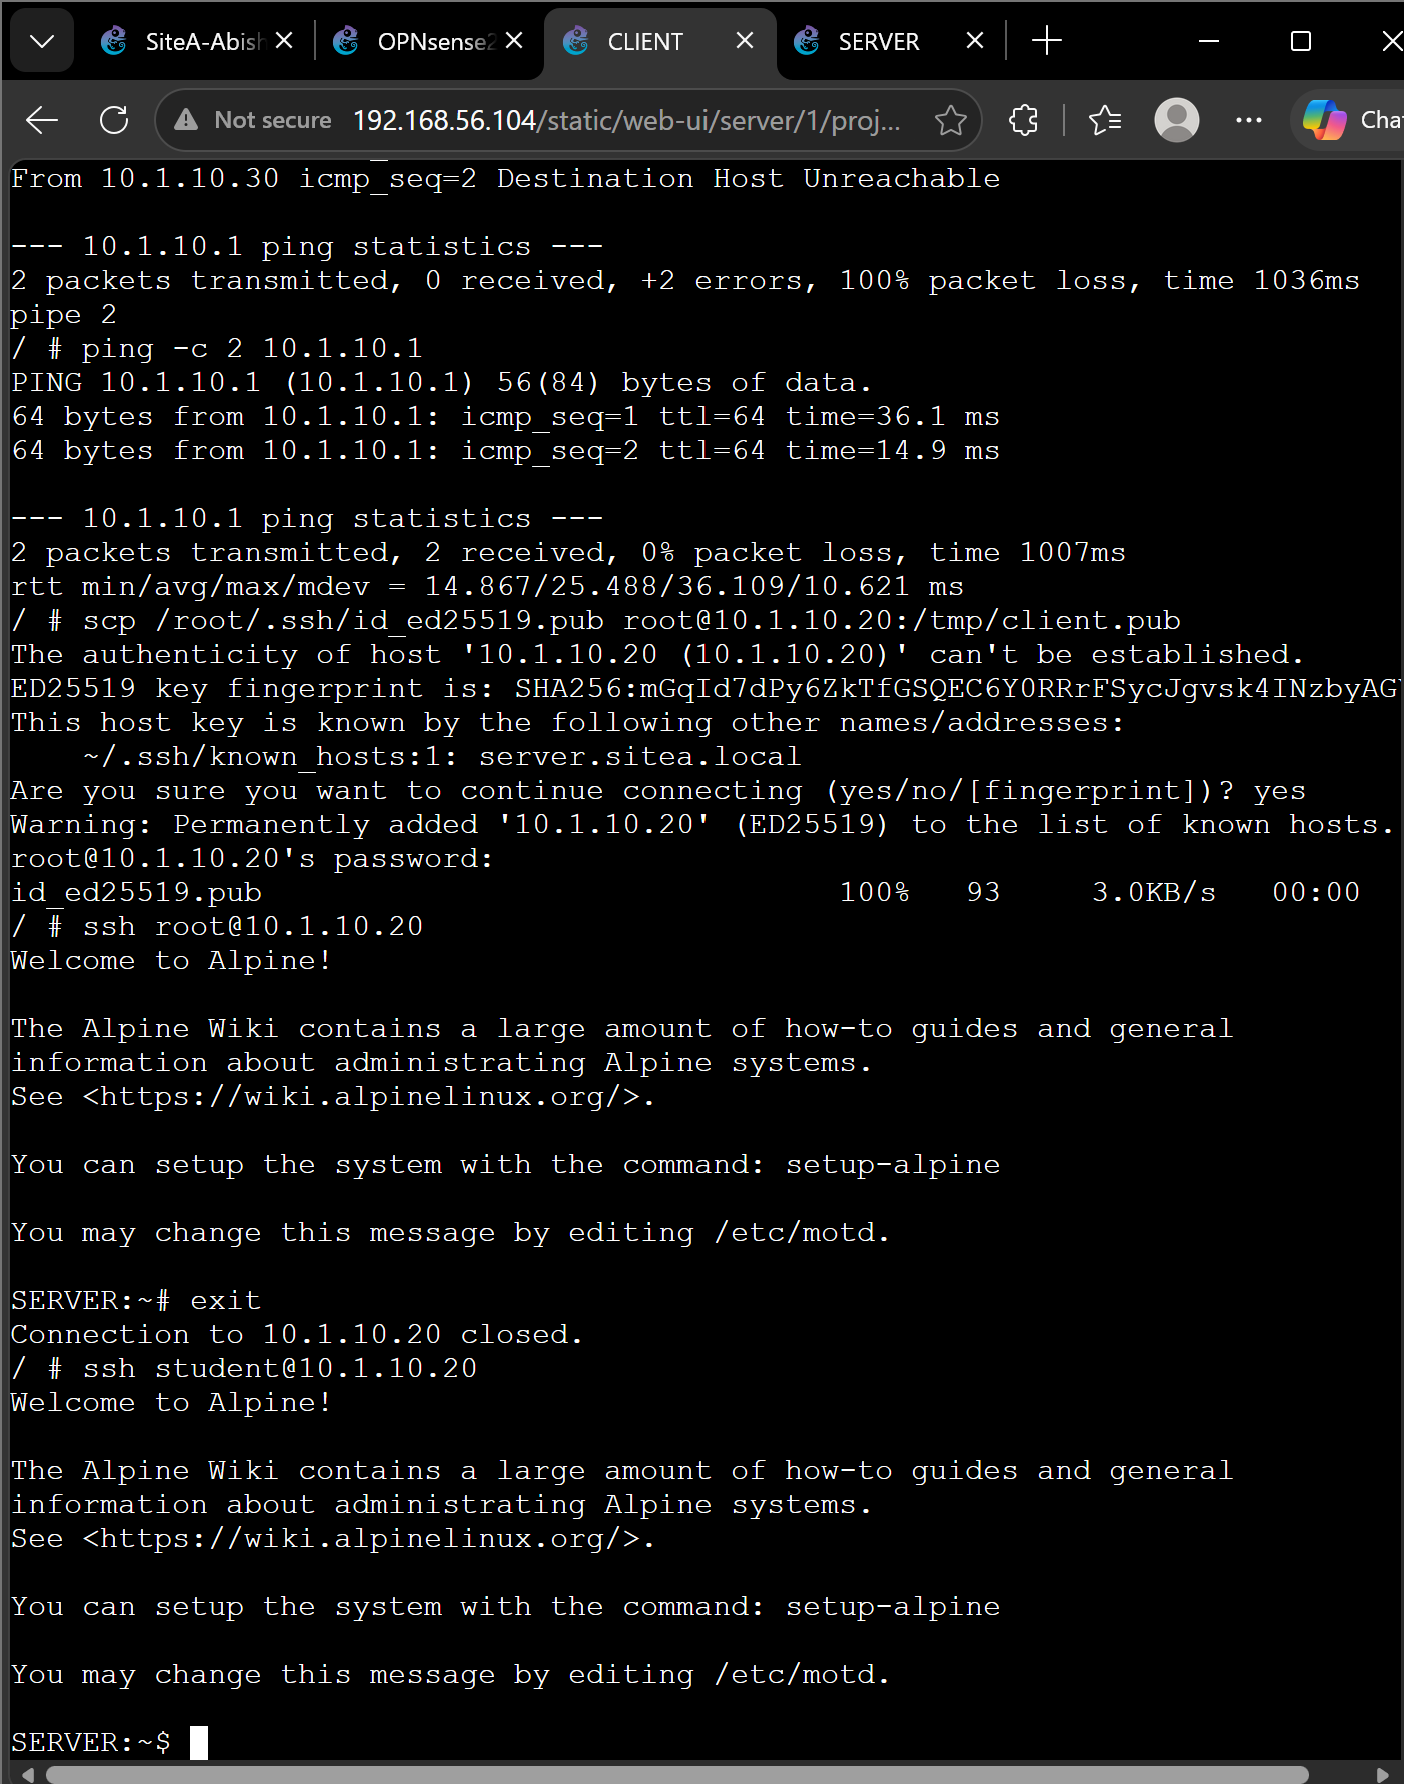 SiteA-Abish
OPNsense2
CLIENT
SERVER
Not secure 192.168.56.104/static/web-ui/server/1/proj...
From 10.1.10.30 icmp_seq=2 Destination Host Unreachable
--- 10.1.10.1 ping statistics ---
2 packets transmitted, 0 received, +2 errors, 100% packet loss, time 1036ms
pipe 2
/ # ping -c 2 10.1.10.1
PING 10.1.10.1 (10.1.10.1) 56(84) bytes of data.
64 bytes from 10.1.10.1: icmp_seq=1 ttl=64 time=36.1 ms
64 bytes from 10.1.10.1: icmp_seq=2 ttl=64 time=14.9 ms
--- 10.1.10.1 ping statistics ---
2 packets transmitted, 2 received, 0% packet loss, time 1007ms
rtt min/avg/max/mdev = 14.867/25.488/36.109/10.621 ms
/ # scp /root/.ssh/id_ed25519.pub root@10.1.10.20:/tmp/client.pub
The authenticity of host '10.1.10.20 (10.1.10.20)' can't be established.
ED25519 key fingerprint is: SHA256:mGqId7dPy6ZkTfGSQEC6Y0RRrFSycJgvsk4INzbyAG
This host key is known by the following other names/addresses:
~/.ssh/known_hosts:1: server.sitea.local
Are you sure you want to continue connecting (yes/no/[fingerprint])? yes
Warning: Permanently added '10.1.10.20' (ED25519) to the list of known hosts.
root@10.1.10.20's password:
id_ed25519.pub 100% 93 3.0KB/s 00:00
/ # ssh root@10.1.10.20
Welcome to Alpine!
The Alpine Wiki contains a large amount of how-to guides and general
information about administrating Alpine systems.
See <https://wiki.alpinelinux.org/>.
You can setup the system with the command: setup-alpine
You may change this message by editing /etc/motd.
SERVER:~# exit
Connection to 10.1.10.20 closed.
/ # ssh student@10.1.10.20
Welcome to Alpine!
The Alpine Wiki contains a large amount of how-to guides and general
information about administrating Alpine systems.
See <https://wiki.alpinelinux.org/>.
You can setup the system with the command: setup-alpine
You may change this message by editing /etc/motd.
SERVER:~$